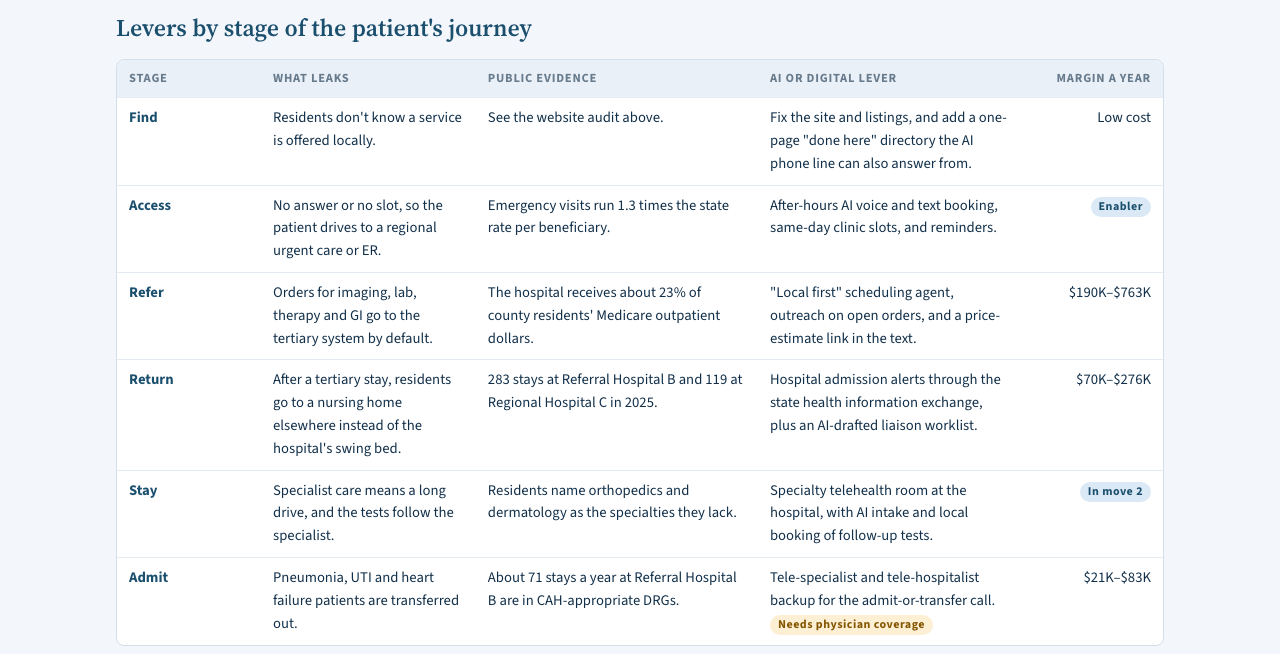 Levers by stage of the patient's journey
STAGE WHAT LEAKS PUBLIC EVIDENCE AI OR DIGITAL LEVER MARGIN A YEAR
Find Residents don't know a service See the website audit above. Fix the site and listings, and add a one- Low cost
is offered locally. page "done here" directory the AI
phone line can also answer from.
Access No answer or no slot, so the Emergency visits run 1.3 times the state After-hours AI voice and text booking, Enabler
patient drives to a regional rate per beneficiary. same-day clinic slots, and reminders.
urgent care or ER.
Refer Orders for imaging, lab, The hospital receives about 23% of "Local first" scheduling agent, $190K–$763K
therapy and GI go to the county residents' Medicare outpatient outreach on open orders, and a price-
tertiary system by default. dollars. estimate link in the text.
Return After a tertiary stay, residents 283 stays at Referral Hospital B and 119 at Hospital admission alerts through the $70K–$276K
go to a nursing home Regional Hospital C in 2025. state health information exchange,
elsewhere instead of the plus an AI-drafted liaison worklist.
hospital's swing bed.
Stay Specialist care means a long Residents name orthopedics and Specialty telehealth room at the In move 2
drive, and the tests follow the dermatology as the specialties they lack. hospital, with AI intake and local
specialist. booking of follow-up tests.
Admit Pneumonia, UTI and heart About 71 stays a year at Referral Hospital Tele-specialist and tele-hospitalist $21K–$83K
failure patients are transferred B are in CAH-appropriate DRGs. backup for the admit-or-transfer call.
out. Needs physician coverage